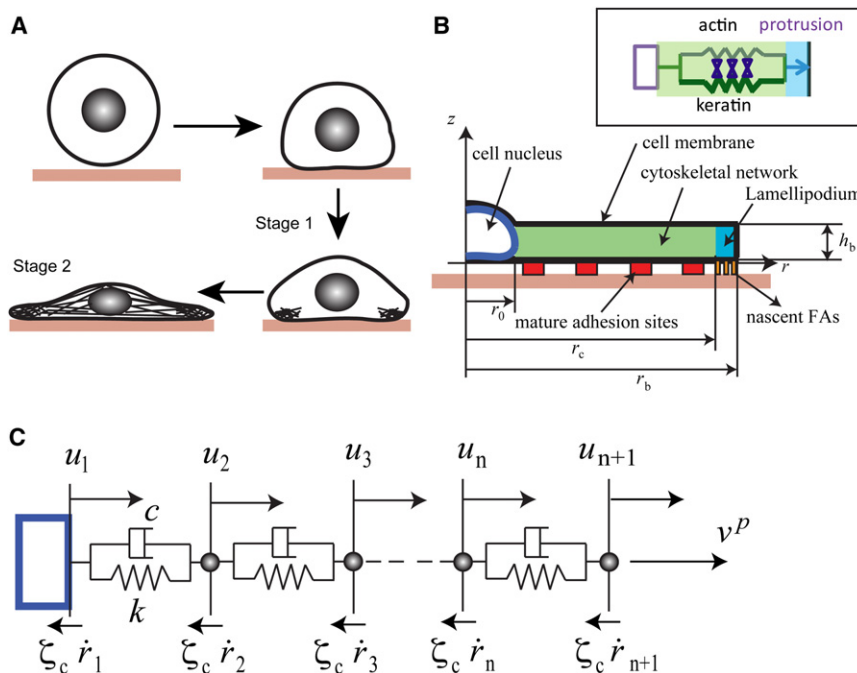 A
Stage 1
Stage 2
B
actin protrusion
keratin
z
cell nucleus
cell membrane
cytoskeletal network
Lamellipodium
h_b
r
r_0
mature adhesion sites
nascent FAs
r_c
r_b
C
u_1 u_2 u_3 u_n u_{n+1}
c
v^p
k
ζ_c ṙ_1 ζ_c ṙ_2 ζ_c ṙ_3 ζ_c ṙ_n ζ_c ṙ_{n+1}